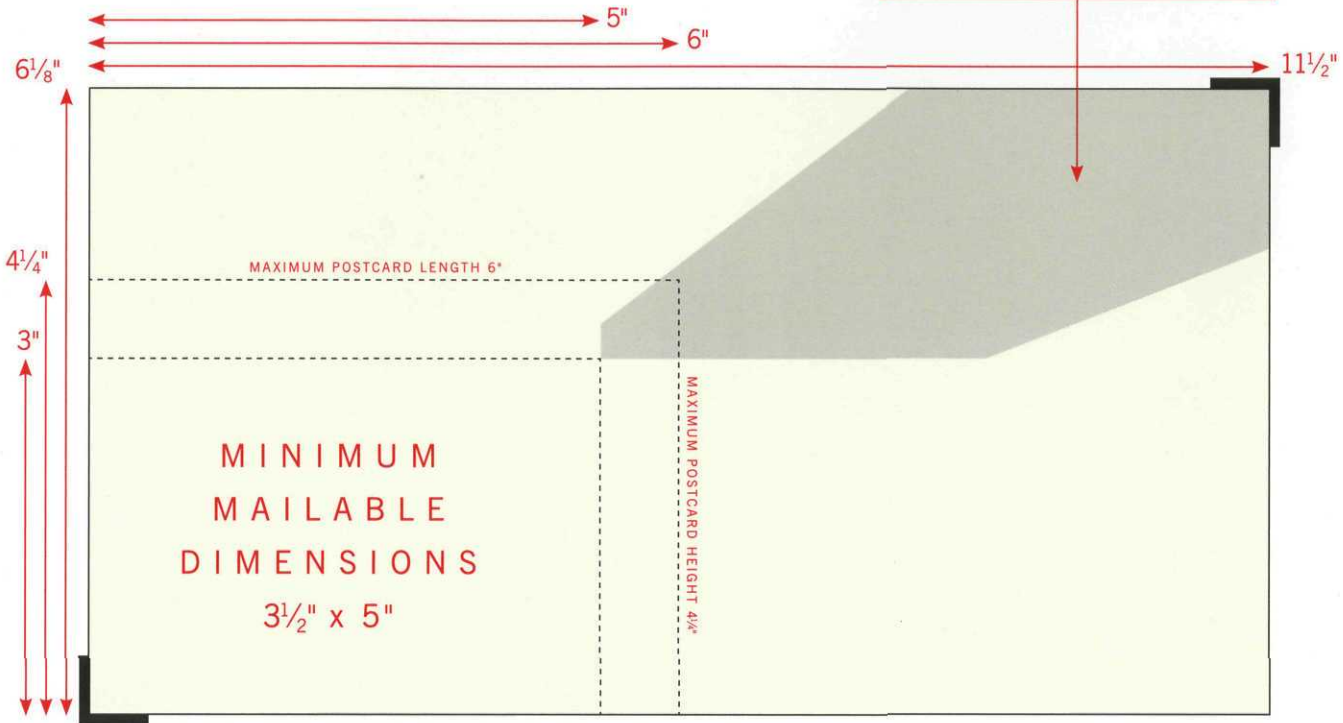 5"
6"
6⅛"
11½"
4¼"
MAXIMUM POSTCARD LENGTH 6"
3"
MAXIMUM POSTCARD HEIGHT 4¼"
MINIMUM
MAILABLE
DIMENSIONS
3½" x 5"